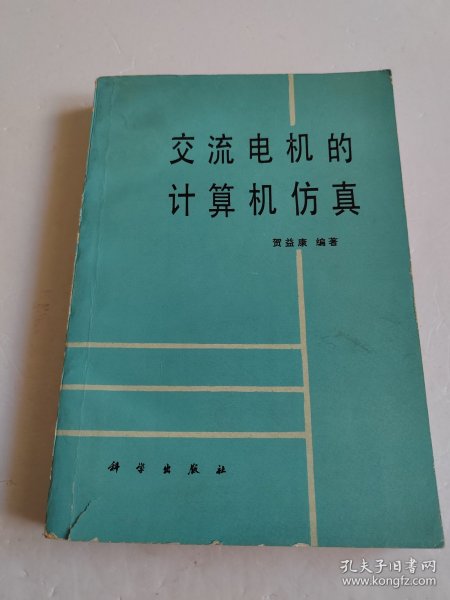 交流电机的
计算机仿真
贺益康 编著
科学出版社
孔夫子旧书网
www.kongfz.com